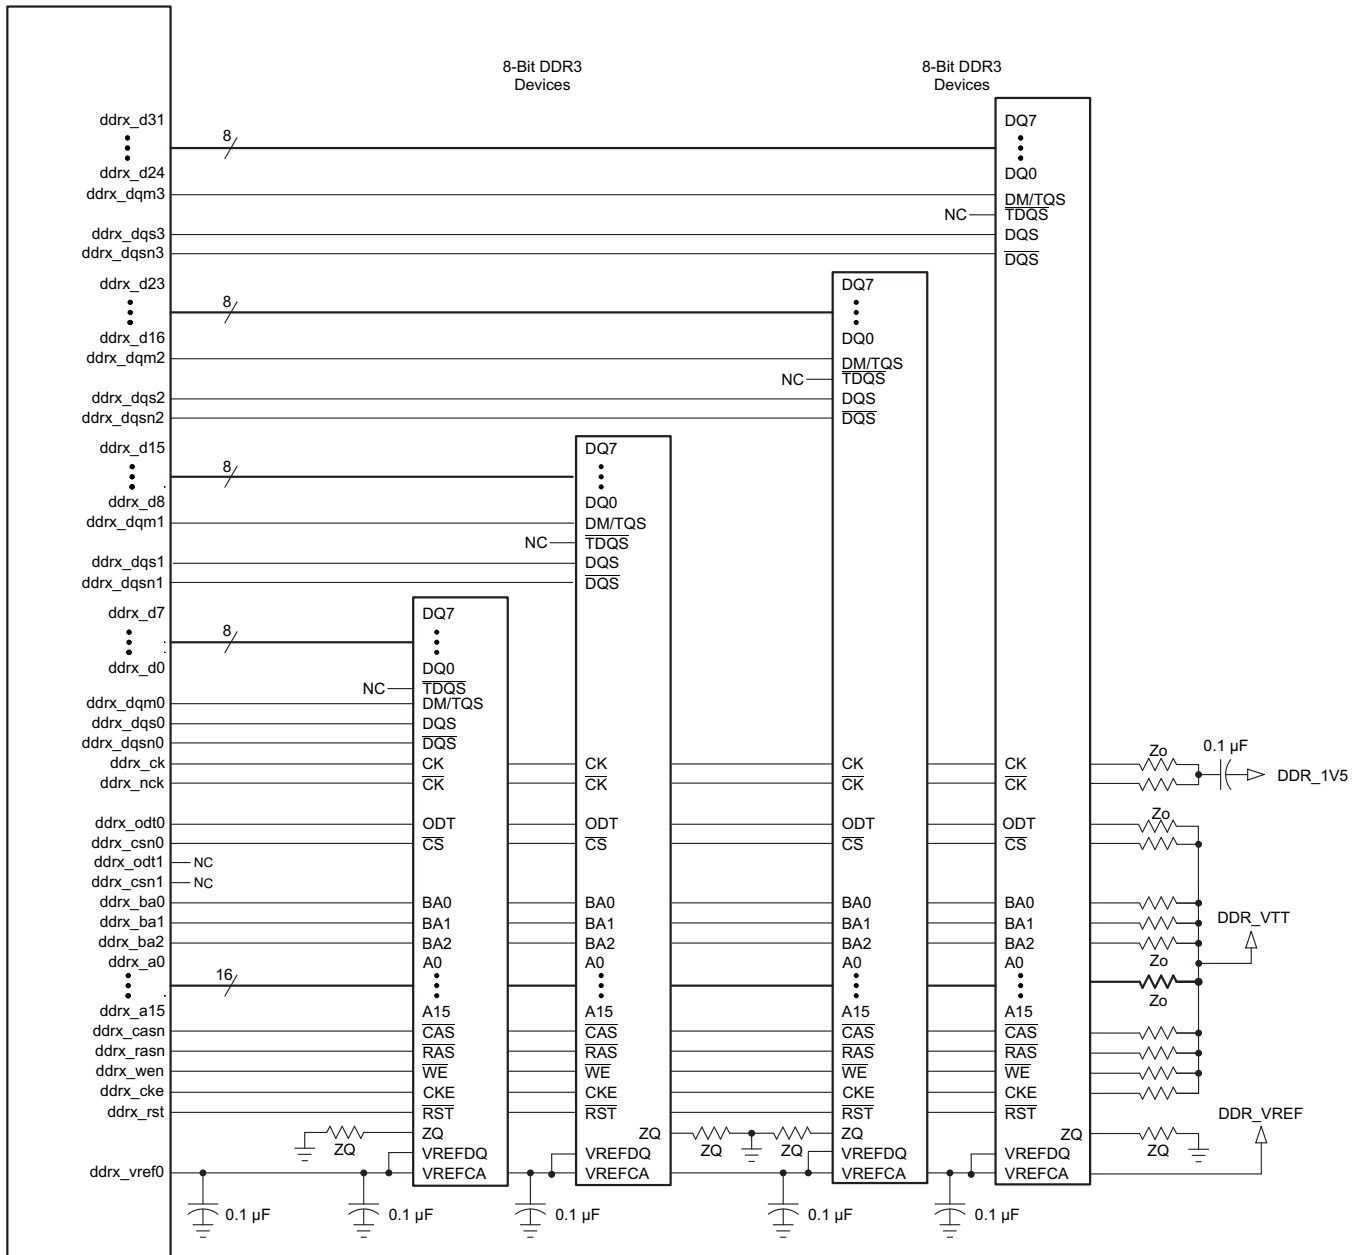 8-Bit DDR3
Devices
8-Bit DDR3
Devices
ddrx_d31
DQ7
8
ddrx_d24
DQ0
ddrx_dqm3
DM/TQS
NC
TDQS
ddrx_dqs3
DQS
ddrx_dqsn3
DQS
ddrx_d23
DQ7
8
ddrx_d16
DQ0
ddrx_dqm2
DM/TQS
NC
TDQS
ddrx_dqs2
DQS
ddrx_dqsn2
DQS
ddrx_d15
DQ7
8
ddrx_d8
DQ0
ddrx_dqm1
DM/TQS
NC
TDQS
ddrx_dqs1
DQS
ddrx_dqsn1
DQS
ddrx_d7
DQ7
8
ddrx_d0
DQ0
NC
TDQS
ddrx_dqm0
DM/TQS
ddrx_dqs0
DQS
ddrx_dqsn0
DQS
Zo
0.1 µF
ddrx_ck CK CK CK CK
DDR_1V5
ddrx_nck CK CK CK CK
Zo
ddrx_odt0 ODT ODT ODT ODT
ddrx_csn0 CS CS CS CS
ddrx_odt1 NC
ddrx_csn1 NC
ddrx_ba0 BA0 BA0 BA0 BA0
DDR_VTT
ddrx_ba1 BA1 BA1 BA1 BA1
ddrx_ba2 BA2 BA2 BA2 BA2
ddrx_a0 A0 A0 A0 A0
Zo
16
Zo
ddrx_a15 A15 A15 A15 A15
ddrx_casn CAS CAS CAS CAS
ddrx_rasn RAS RAS RAS RAS
ddrx_wen WE WE WE WE
ddrx_cke CKE CKE CKE CKE
ddrx_rst RST RST RST RST
DDR_VREF
ZQ ZQ ZQ ZQ
ZQ ZQ ZQ ZQ
VREFDQ VREFDQ VREFDQ VREFDQ
ddrx_vref0 VREFCA VREFCA VREFCA VREFCA
0.1 µF 0.1 µF 0.1 µF 0.1 µF 0.1 µF